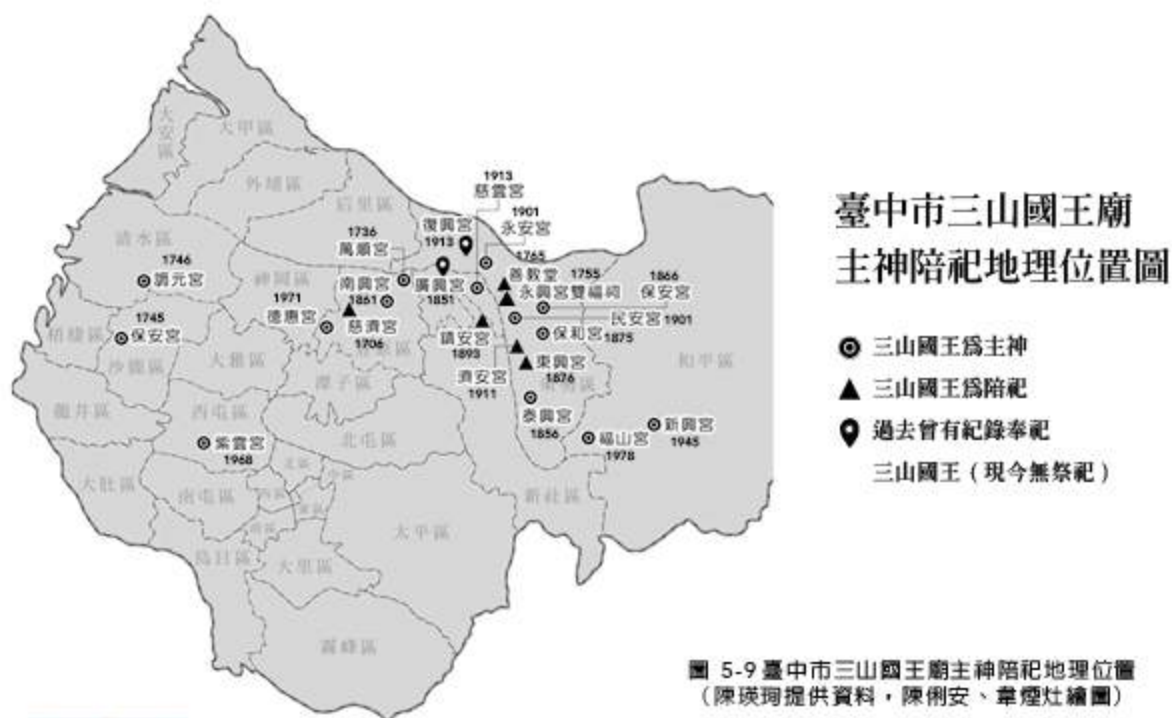 臺中市三山國王廟
主神陪祀地理位置圖
三山國王為主神
三山國王為陪祀
過去曾有紀錄奉祀
三山國王（現今無祭祀）
大安區
大甲區
外埔區
后里區
清水區
神岡區
梧棲區
沙鹿區
大雅區
潭子區
龍井區
西屯區
北屯區
和平區
大肚區
南屯區
北區
西區
新社區
烏日區
大里區
太平區
霧峰區
1913
慈雲宮
1901
永安宮
復興宮
1913
1736
萬順宮
1765
善教堂
1755
永興宮雙福祠
1866
保安宮
1746
調元宮
南興宮
1861
廣興宮
1851
民安宮 1901
1971
德惠宮
慈濟宮
1706
1745
保安宮
鎮安宮
1893
保和宮
1875
濟安宮
1911
東興宮
1876
泰興宮
1856
紫雲宮
1968
福山宮
1978
新興宮
1945
圖 5-9 臺中市三山國王廟主神陪祀地理位置
（陳瑛珣提供資料，陳俐安、韋煙灶繪圖）